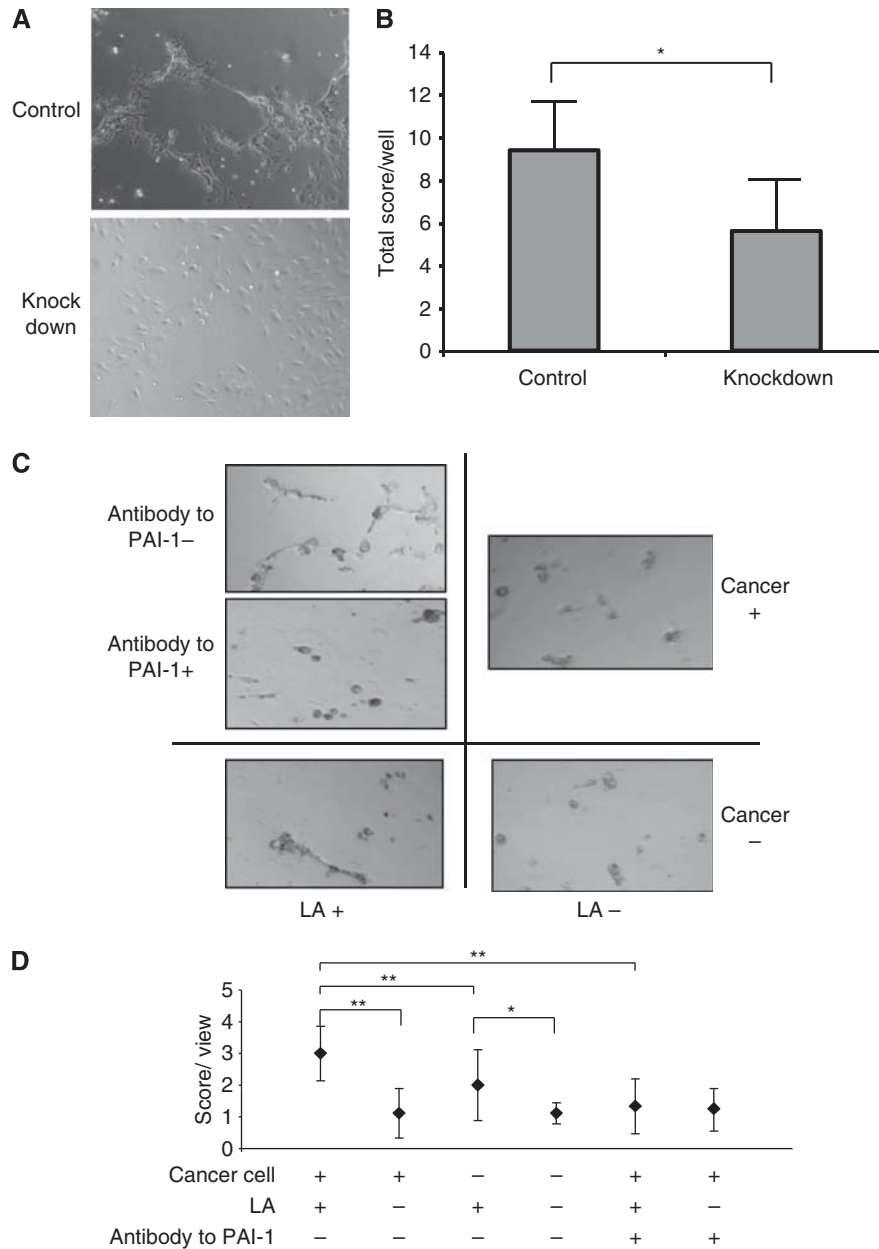 A
Control
Knock
down
B
Total score/well
14
12
10
8
6
4
2
0
*
Control
Knockdown
C
Antibody to
PAI-1–
Antibody to
PAI-1+
Cancer
+
Cancer
–
LA +
LA –
D
Score/ view
5
4
3
2
1
0
**
**
**
*
Cancer cell + + – – + +
LA + – + – + –
Antibody to PAI-1 – – – – + +